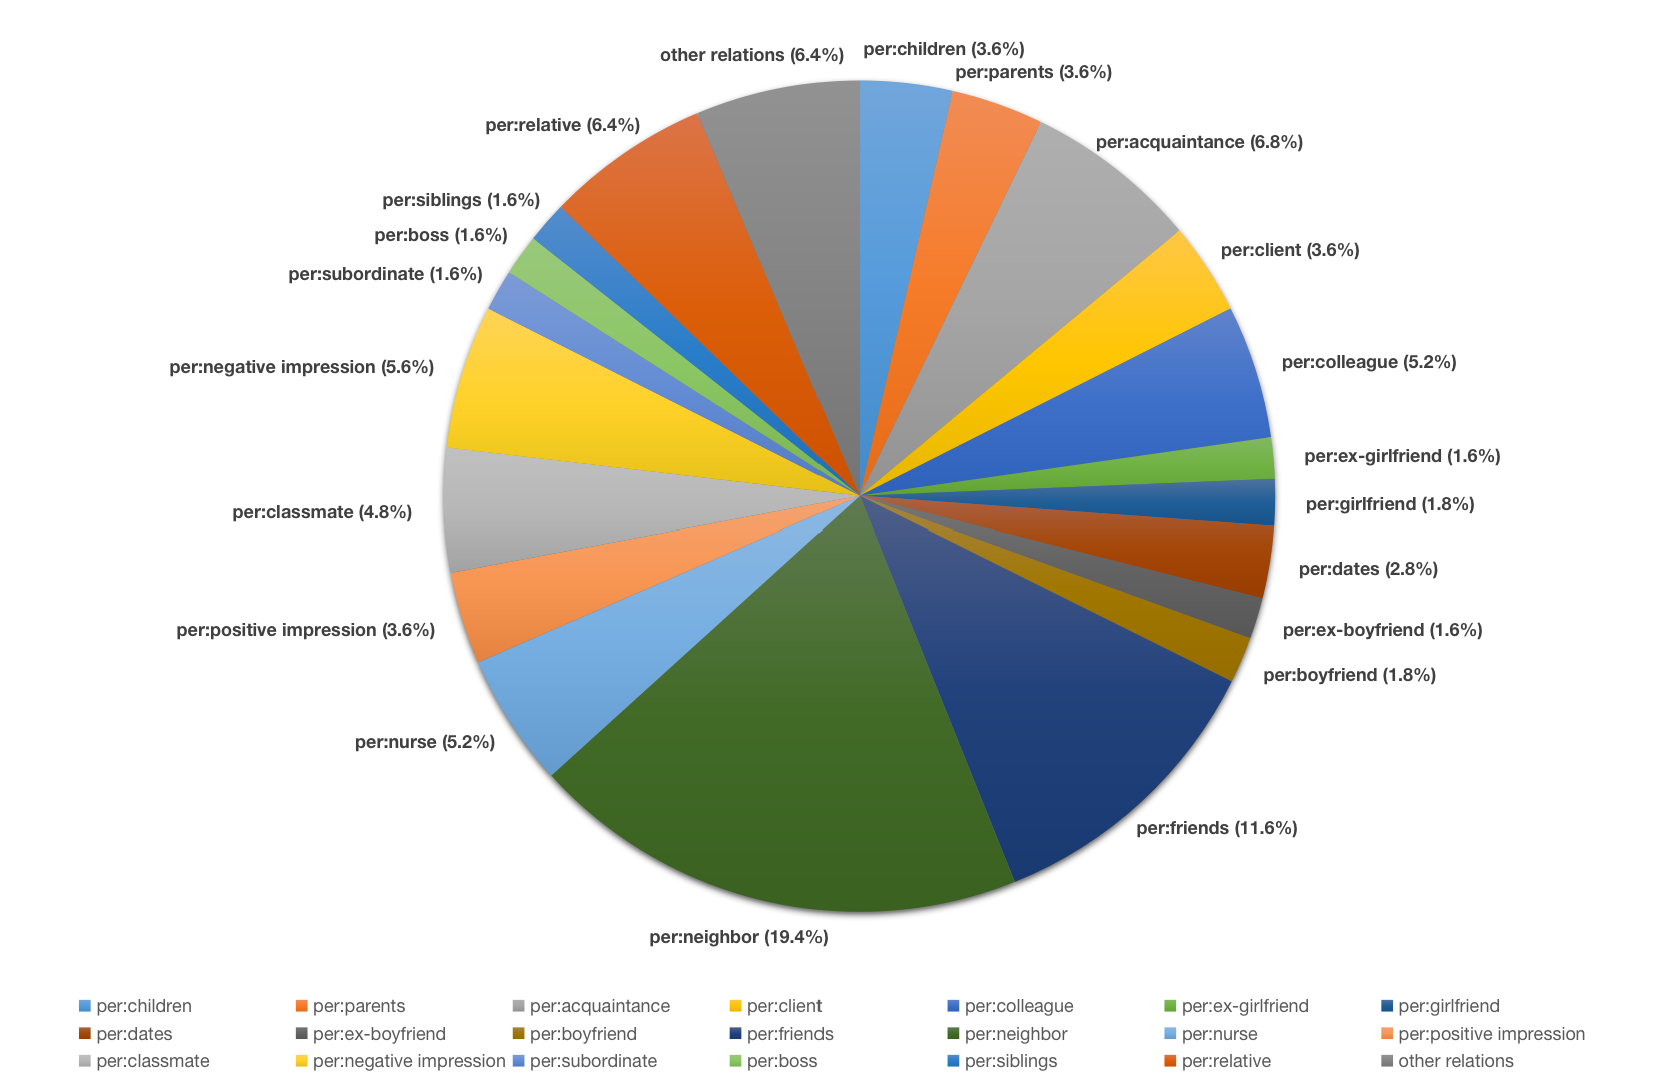 other relations (6.4%)
per:children (3.6%)
per:parents (3.6%)
per:relative (6.4%)
per:acquaintance (6.8%)
per:siblings (1.6%)
per:boss (1.6%)
per:client (3.6%)
per:subordinate (1.6%)
per:colleague (5.2%)
per:negative impression (5.6%)
per:ex-girlfriend (1.6%)
per:girlfriend (1.8%)
per:classmate (4.8%)
per:dates (2.8%)
per:positive impression (3.6%)
per:ex-boyfriend (1.6%)
per:boyfriend (1.8%)
per:nurse (5.2%)
per:friends (11.6%)
per:neighbor (19.4%)
per:children per:parents per:acquaintance per:client per:colleague per:ex-girlfriend per:girlfriend
per:dates per:ex-boyfriend per:boyfriend per:friends per:neighbor per:nurse per:positive impression
per:classmate per:negative impression per:subordinate per:boss per:siblings per:relative other relations